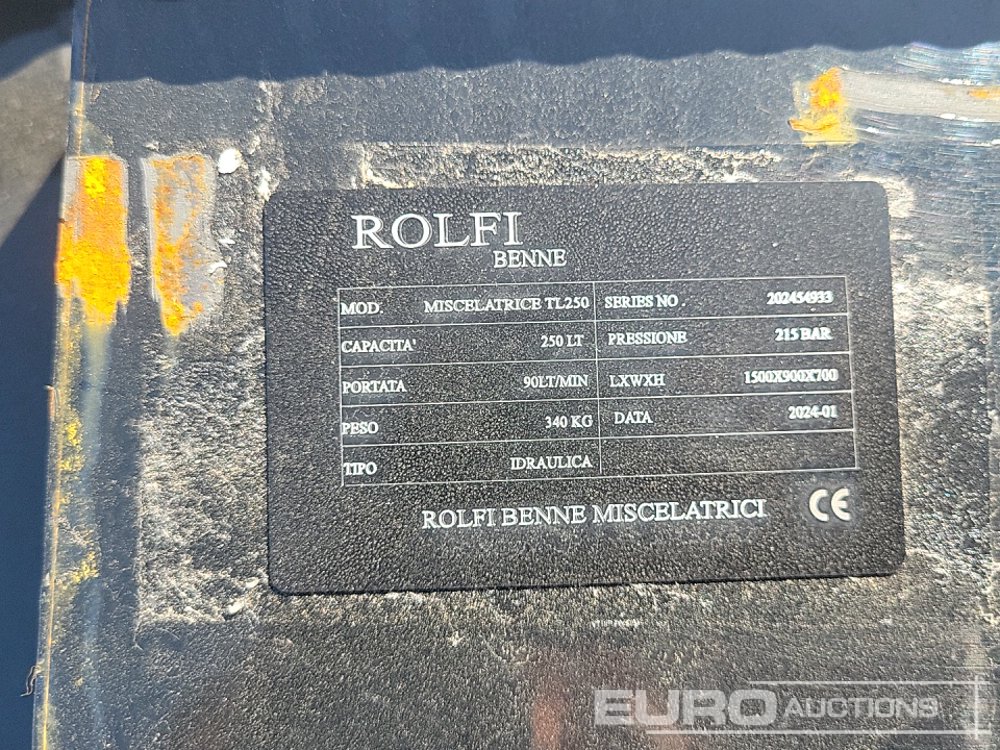 ROLFI
BENNE
MOD. MISCELATRICE TL250 SERIES NO . 202454933
CAPACITA' 250 LT PRESSIONE 215 BAR
PORTATA 90LT/MIN LXWXH 1500X900X700
PESO 340 KG DATA 2024-01
TIPO IDRAULICA
ROLFI BENNE MISCELATRICI CE
EURO AUCTIONS